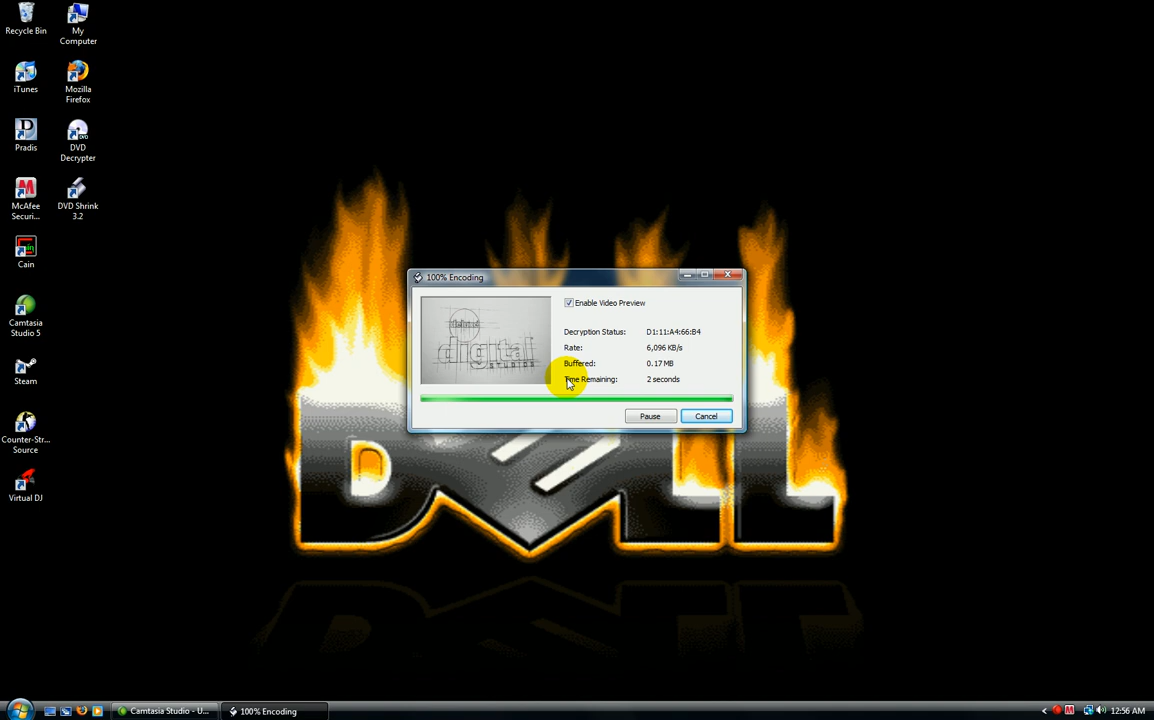 Recycle Bin
My
Computer
iTunes
Mozilla
Firefox
Pradis
DVD
Decrypter
McAfee
Securi...
DVD Shrink
3.2
Cain
Camtasia
Studio 5
Steam
Counter-Str...
Source
Virtual DJ
100% Encoding
digital
Enable Video Preview
Decryption Status: D1:11:A4:66:B4
Rate: 6,096 KB/s
Buffered: 0.17 MB
Time Remaining: 2 seconds
Pause
Cancel
DELL
Camtasia Studio - U...
100% Encoding
12:56 AM